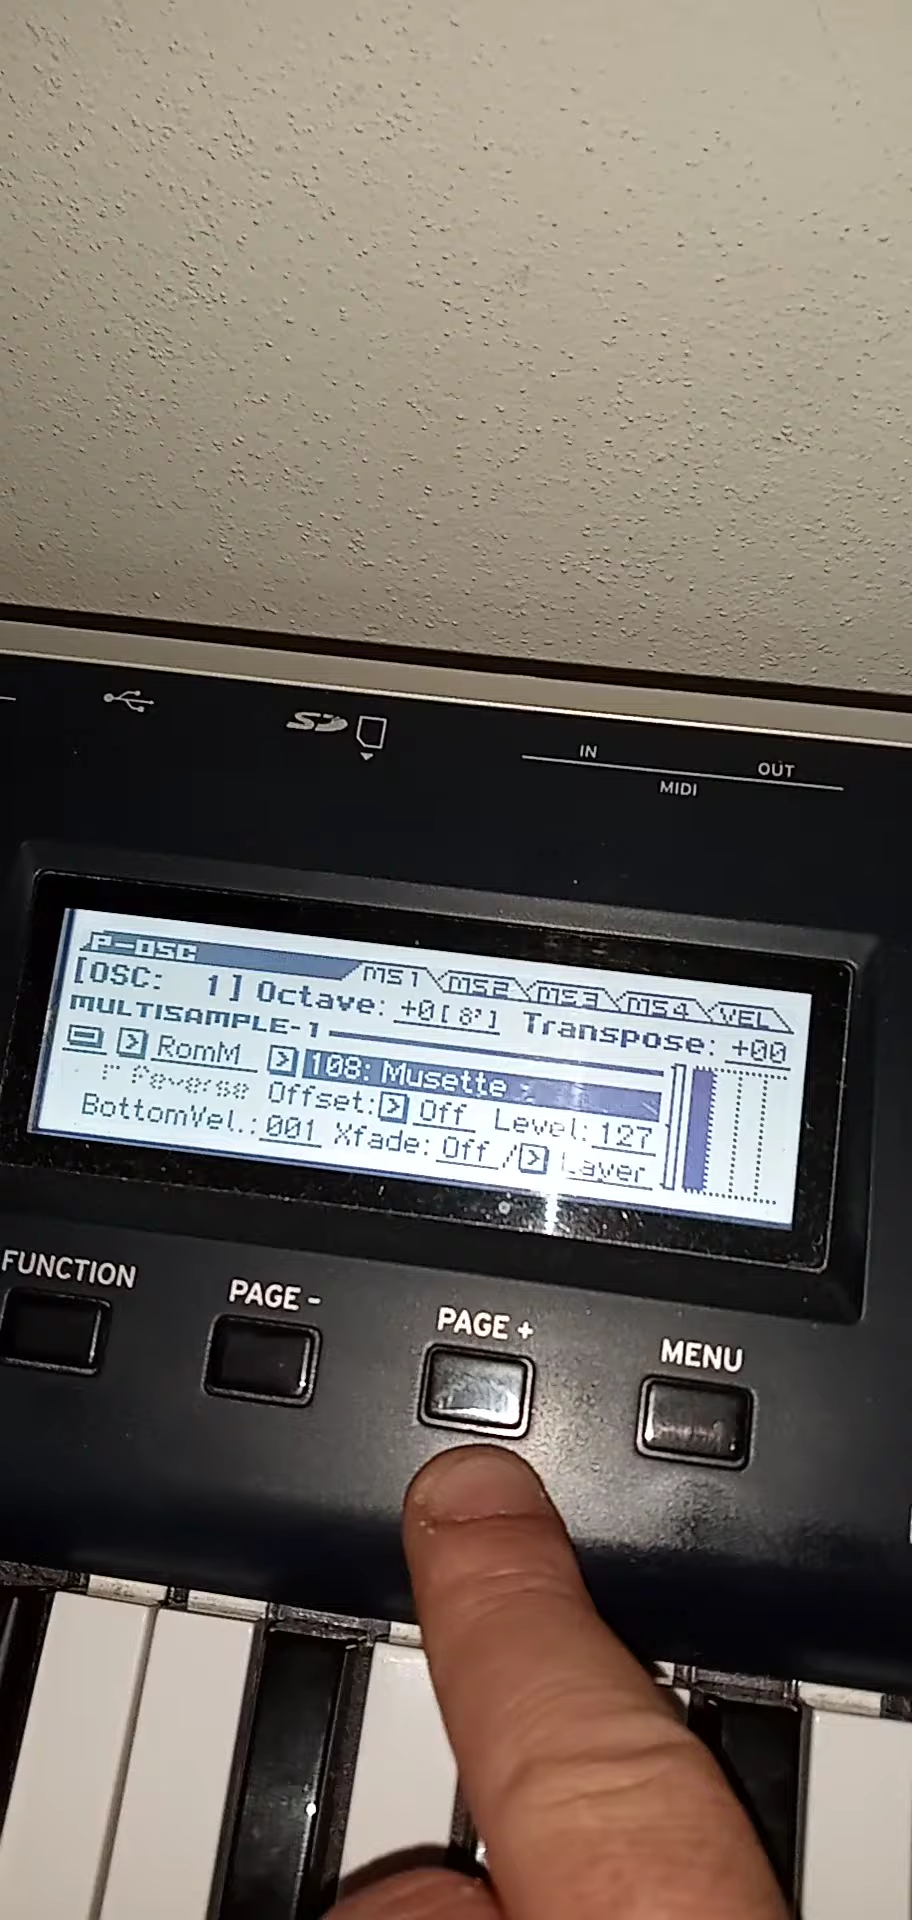 SD
IN OUT
MIDI
P-OSC MS1 MS2 MS3 MS4 VEL
[OSC: 1] Octave: +0[ 8'] Transpose: +00
MULTISAMPLE-1
RomM 108: Musette
Reverse Offset: Off Level: 127
BottomVel.: 001 Xfade: Off / Layer
FUNCTION PAGE - PAGE + MENU